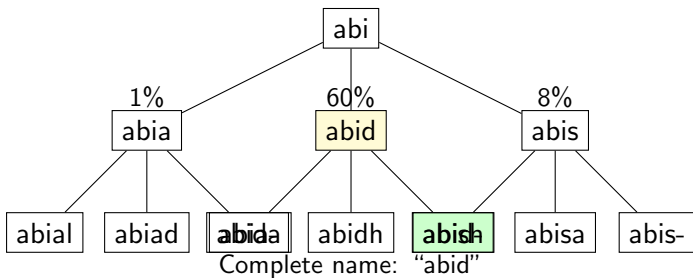 abi
1% 60% 8%
abia abid abis
abial abiad abidh abisa abis-
Complete name: “abid”